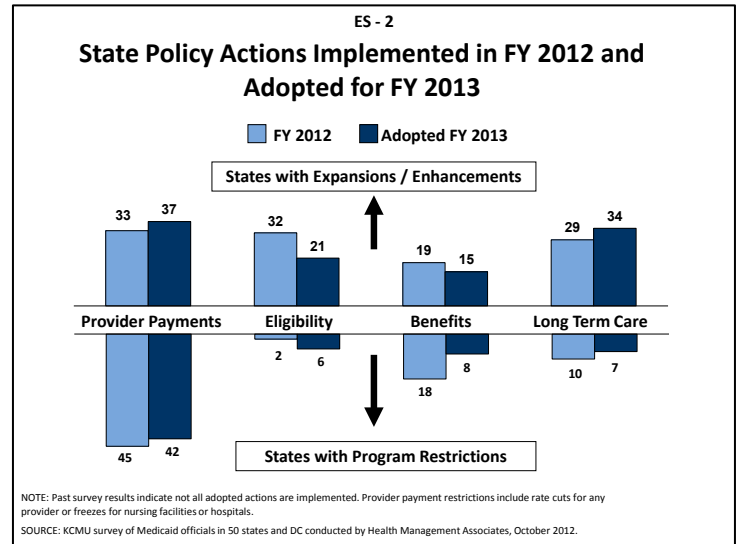 ES - 2
State Policy Actions Implemented in FY 2012 and
Adopted for FY 2013
FY 2012 Adopted FY 2013
States with Expansions / Enhancements
33 37 32 21 19 15 29 34
Provider Payments Eligibility Benefits Long Term Care
45 42 2 6 18 8 10 7
States with Program Restrictions
NOTE: Past survey results indicate not all adopted actions are implemented. Provider payment restrictions include rate cuts for any
provider or freezes for nursing facilities or hospitals.
SOURCE: KCMU survey of Medicaid officials in 50 states and DC conducted by Health Management Associates, October 2012.